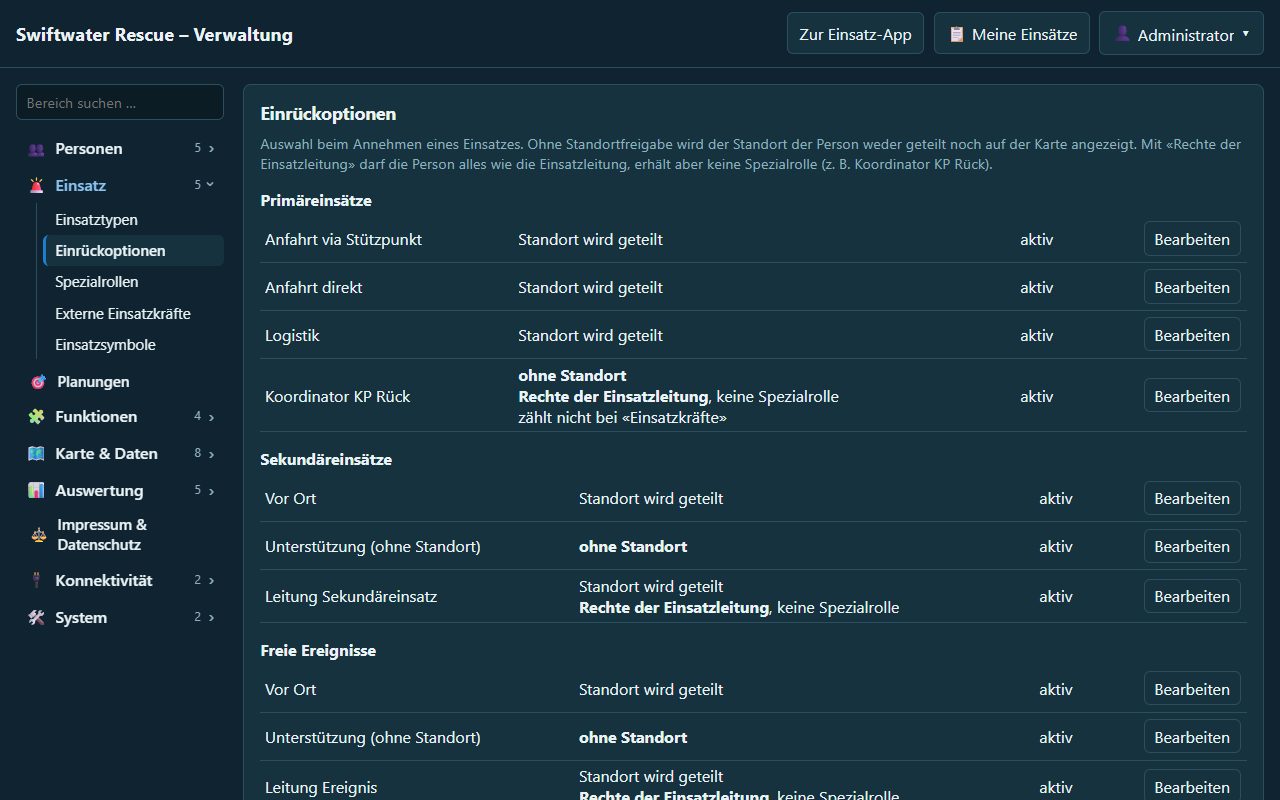 Swiftwater Rescue – Verwaltung
Zur Einsatz-App
Meine Einsätze
Administrator
Bereich suchen ...
Personen 5
Einsatz 5
Einsatztypen
Einrückoptionen
Spezialrollen
Externe Einsatzkräfte
Einsatzsymbole
Planungen
Funktionen 4
Karte & Daten 8
Auswertung 5
Impressum &
Datenschutz
Konnektivität 2
System 2
Einrückoptionen
Auswahl beim Annehmen eines Einsatzes. Ohne Standortfreigabe wird der Standort der Person weder geteilt noch auf der Karte angezeigt. Mit «Rechte der
Einsatzleitung» darf die Person alles wie die Einsatzleitung, erhält aber keine Spezialrolle (z. B. Koordinator KP Rück).
Primäreinsätze
Anfahrt via Stützpunkt Standort wird geteilt aktiv Bearbeiten
Anfahrt direkt Standort wird geteilt aktiv Bearbeiten
Logistik Standort wird geteilt aktiv Bearbeiten
ohne Standort
Koordinator KP Rück Rechte der Einsatzleitung, keine Spezialrolle aktiv Bearbeiten
zählt nicht bei «Einsatzkräfte»
Sekundäreinsätze
Vor Ort Standort wird geteilt aktiv Bearbeiten
Unterstützung (ohne Standort) ohne Standort aktiv Bearbeiten
Leitung Sekundäreinsatz Standort wird geteilt aktiv Bearbeiten
Rechte der Einsatzleitung, keine Spezialrolle
Freie Ereignisse
Vor Ort Standort wird geteilt aktiv Bearbeiten
Unterstützung (ohne Standort) ohne Standort aktiv Bearbeiten
Leitung Ereignis Standort wird geteilt aktiv Bearbeiten
Rechte der Einsatzleitung, keine Spezialrolle